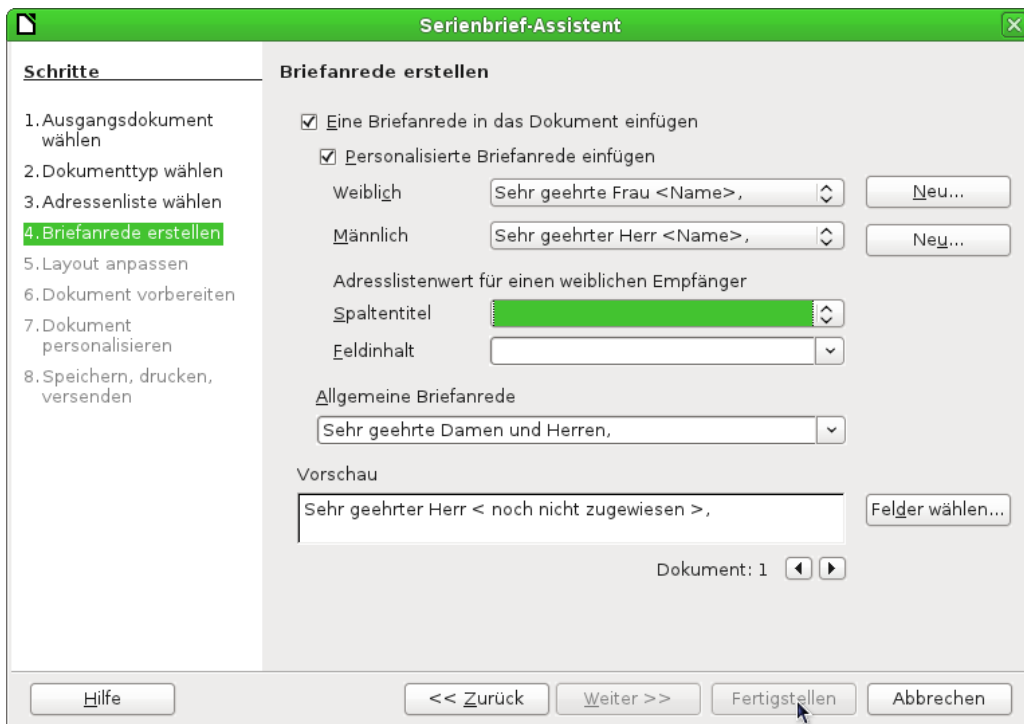 Serienbrief-Assistent
Schritte
1. Ausgangsdokument
wählen
2. Dokumenttyp wählen
3. Adressenliste wählen
4. Briefanrede erstellen
5. Layout anpassen
6. Dokument vorbereiten
7. Dokument
personalisieren
8. Speichern, drucken,
versenden
Briefanrede erstellen
Eine Briefanrede in das Dokument einfügen
Personalisierte Briefanrede einfügen
Weiblich Sehr geehrte Frau <Name>, Neu...
Männlich Sehr geehrter Herr <Name>, Neu...
Adresslistenwert für einen weiblichen Empfänger
Spaltentitel
Feldinhalt
Allgemeine Briefanrede
Sehr geehrte Damen und Herren,
Vorschau
Sehr geehrter Herr < noch nicht zugewiesen >, Felder wählen...
Dokument: 1
Hilfe << Zurück Weiter >> Fertigstellen Abbrechen